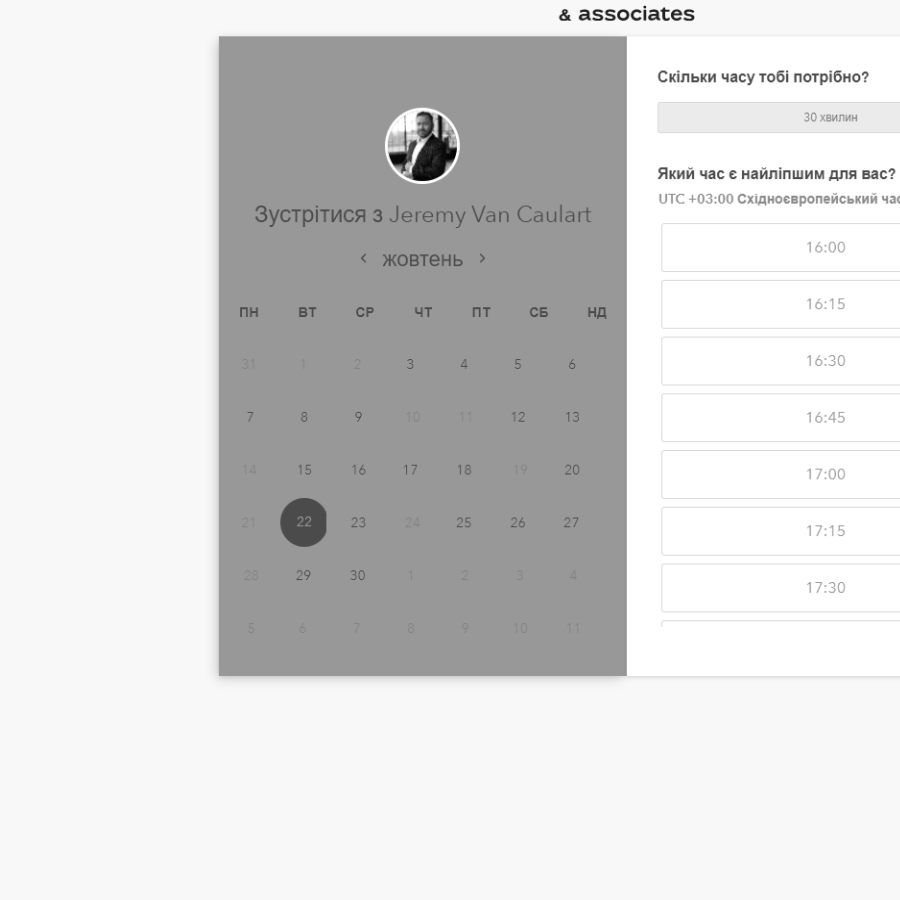 & associates
Зустрітися з Jeremy Van Caulart
‹ жовтень ›
ПН ВТ СР ЧТ ПТ СБ НД
31 1 2 3 4 5 6
7 8 9 10 11 12 13
14 15 16 17 18 19 20
21 22 23 24 25 26 27
28 29 30 1 2 3 4
5 6 7 8 9 10 11
Скільки часу тобі потрібно?
30 хвилин
Який час є найліпшим для вас?
UTC +03:00 Східноєвропейський час
16:00
16:15
16:30
16:45
17:00
17:15
17:30